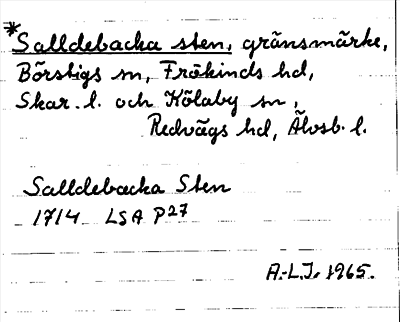 *Salldebacka sten, gränsmärke,
Börstigs sn, Frökinds hd,
Skar. l. och Kölaby sn,
Redvägs hd, Älvsb. l.
Salldebacka Sten
1714 LSA P27
A.-L.J. 1965.